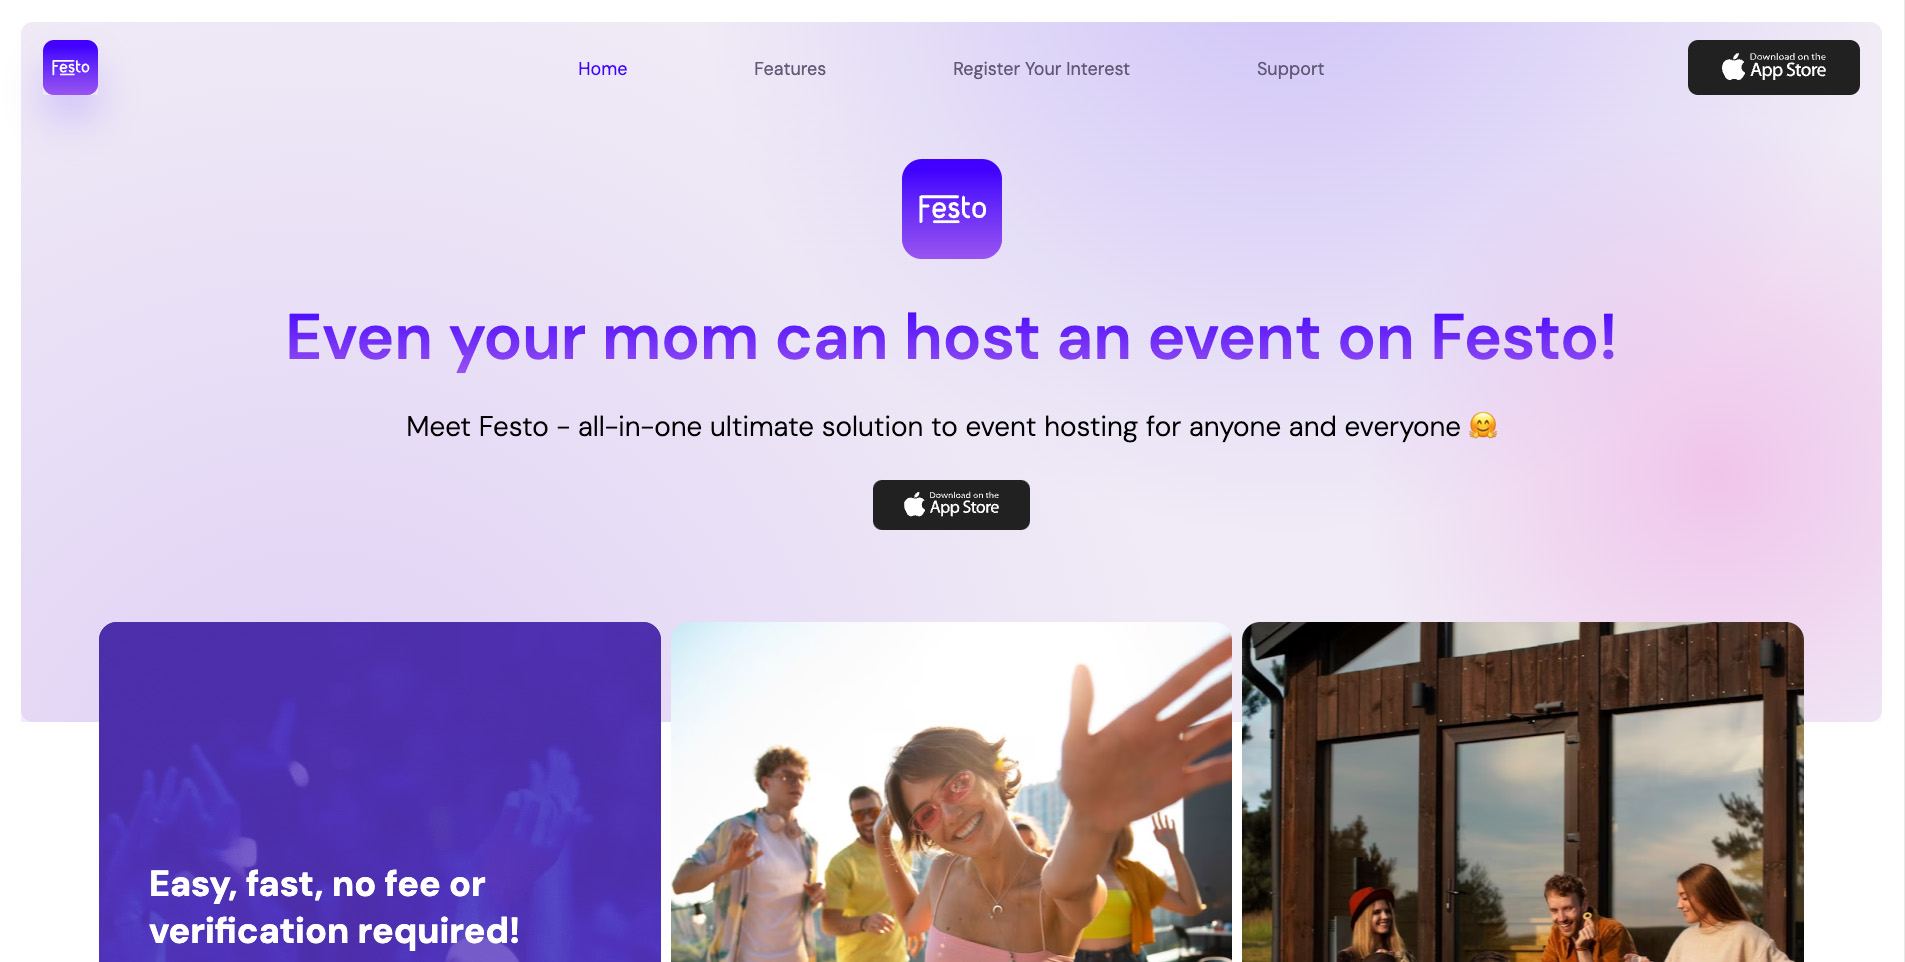 Festo
Home
Features
Register Your Interest
Support
Download on the
App Store
Festo
Even your mom can host an event on Festo!
Meet Festo - all-in-one ultimate solution to event hosting for anyone and everyone 🤗
Download on the
App Store
Easy, fast, no fee or
verification required!